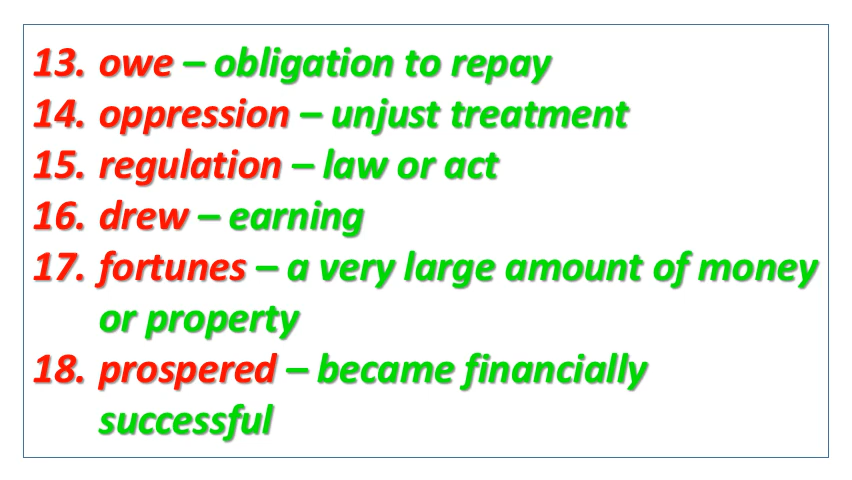 13. owe – obligation to repay
14. oppression – unjust treatment
15. regulation – law or act
16. drew – earning
17. fortunes – a very large amount of money
or property
18. prospered – became financially
successful